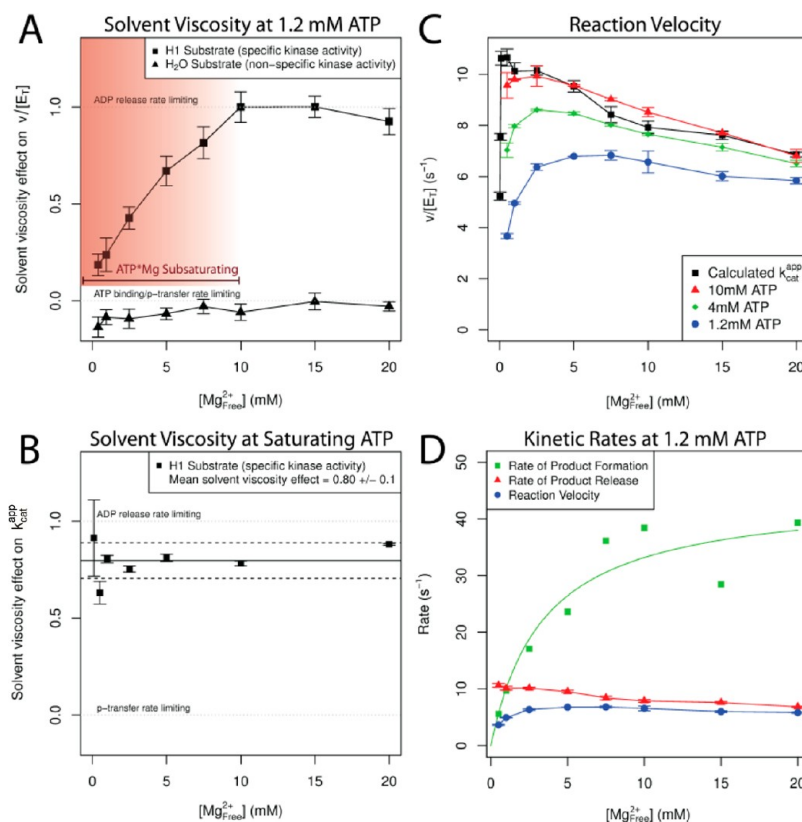 A
Solvent Viscosity at 1.2 mM ATP
H1 Substrate (specific kinase activity)
H2O Substrate (non-specific kinase activity)
ADP release rate limiting
ATP*Mg Subsaturating
ATP binding/p-transfer rate limiting
Solvent viscosity effect on v/[ET]
0.0
0.5
1.0
0
5
10
15
20
[Mg2+Free] (mM)
C
Reaction Velocity
v/[ET] (s-1)
0
2
4
6
8
10
Calculated kcat app
10mM ATP
4mM ATP
1.2mM ATP
0
5
10
15
20
[Mg2+Free] (mM)
B
Solvent Viscosity at Saturating ATP
H1 Substrate (specific kinase activity)
Mean solvent viscosity effect = 0.80 +/- 0.1
ADP release rate limiting
p-transfer rate limiting
Solvent viscosity effect on kcat app
0.0
0.5
1.0
0
5
10
15
20
[Mg2+Free] (mM)
D
Kinetic Rates at 1.2 mM ATP
Rate of Product Formation
Rate of Product Release
Reaction Velocity
Rate (s-1)
0
10
20
30
40
50
0
5
10
15
20
[Mg2+Free] (mM)